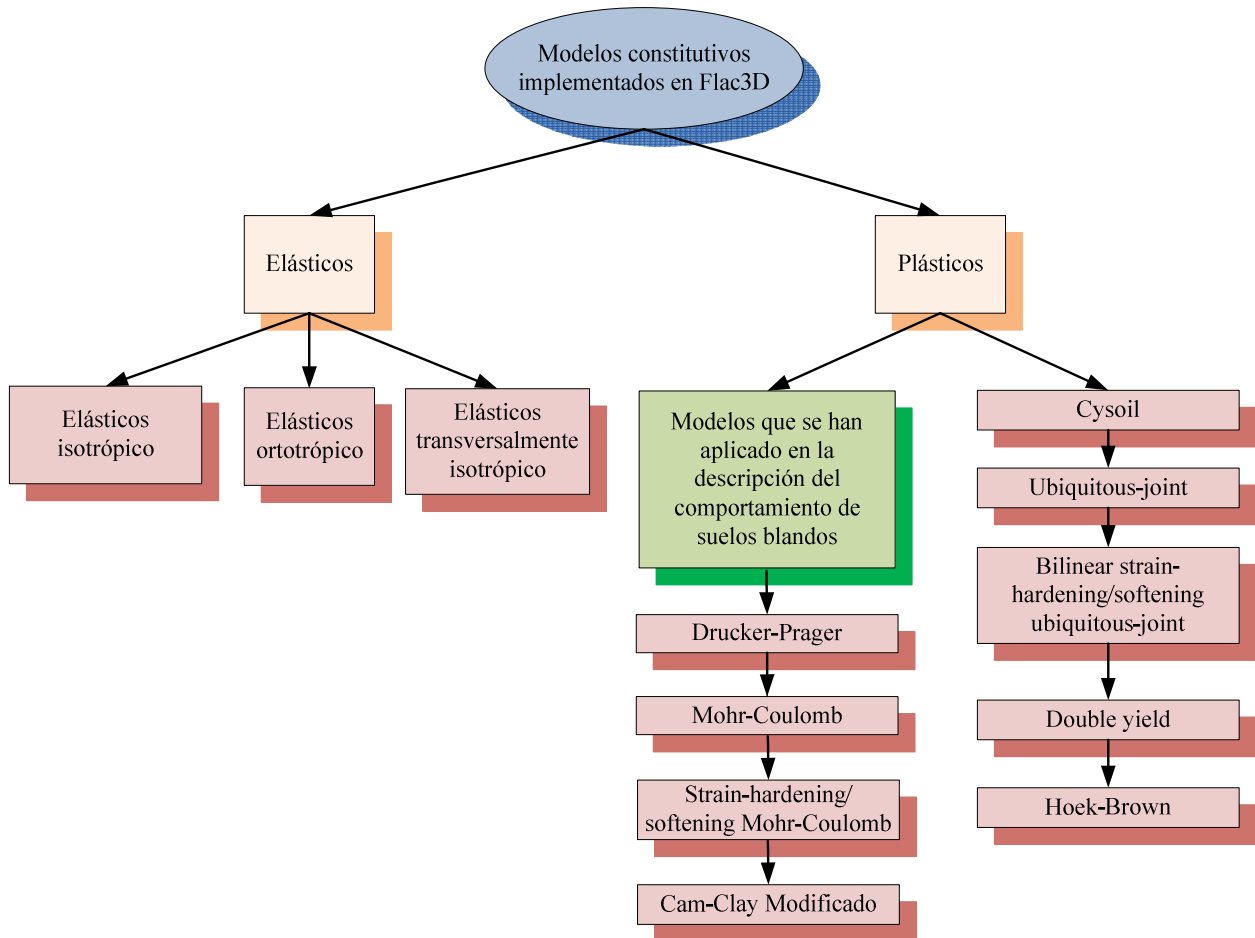 Modelos constitutivos
implementados en Flac3D
Elásticos
Plásticos
Elásticos
isotrópico
Elásticos
ortotrópico
Elásticos
transversalmente
isotrópico
Modelos que se han
aplicado en la
descripción del
comportamiento de
suelos blandos
Drucker-Prager
Mohr-Coulomb
Strain-hardening/
softening Mohr-Coulomb
Cam-Clay Modificado
Cysoil
Ubiquitous-joint
Bilinear strain-
hardening/softening
ubiquitous-joint
Double yield
Hoek-Brown